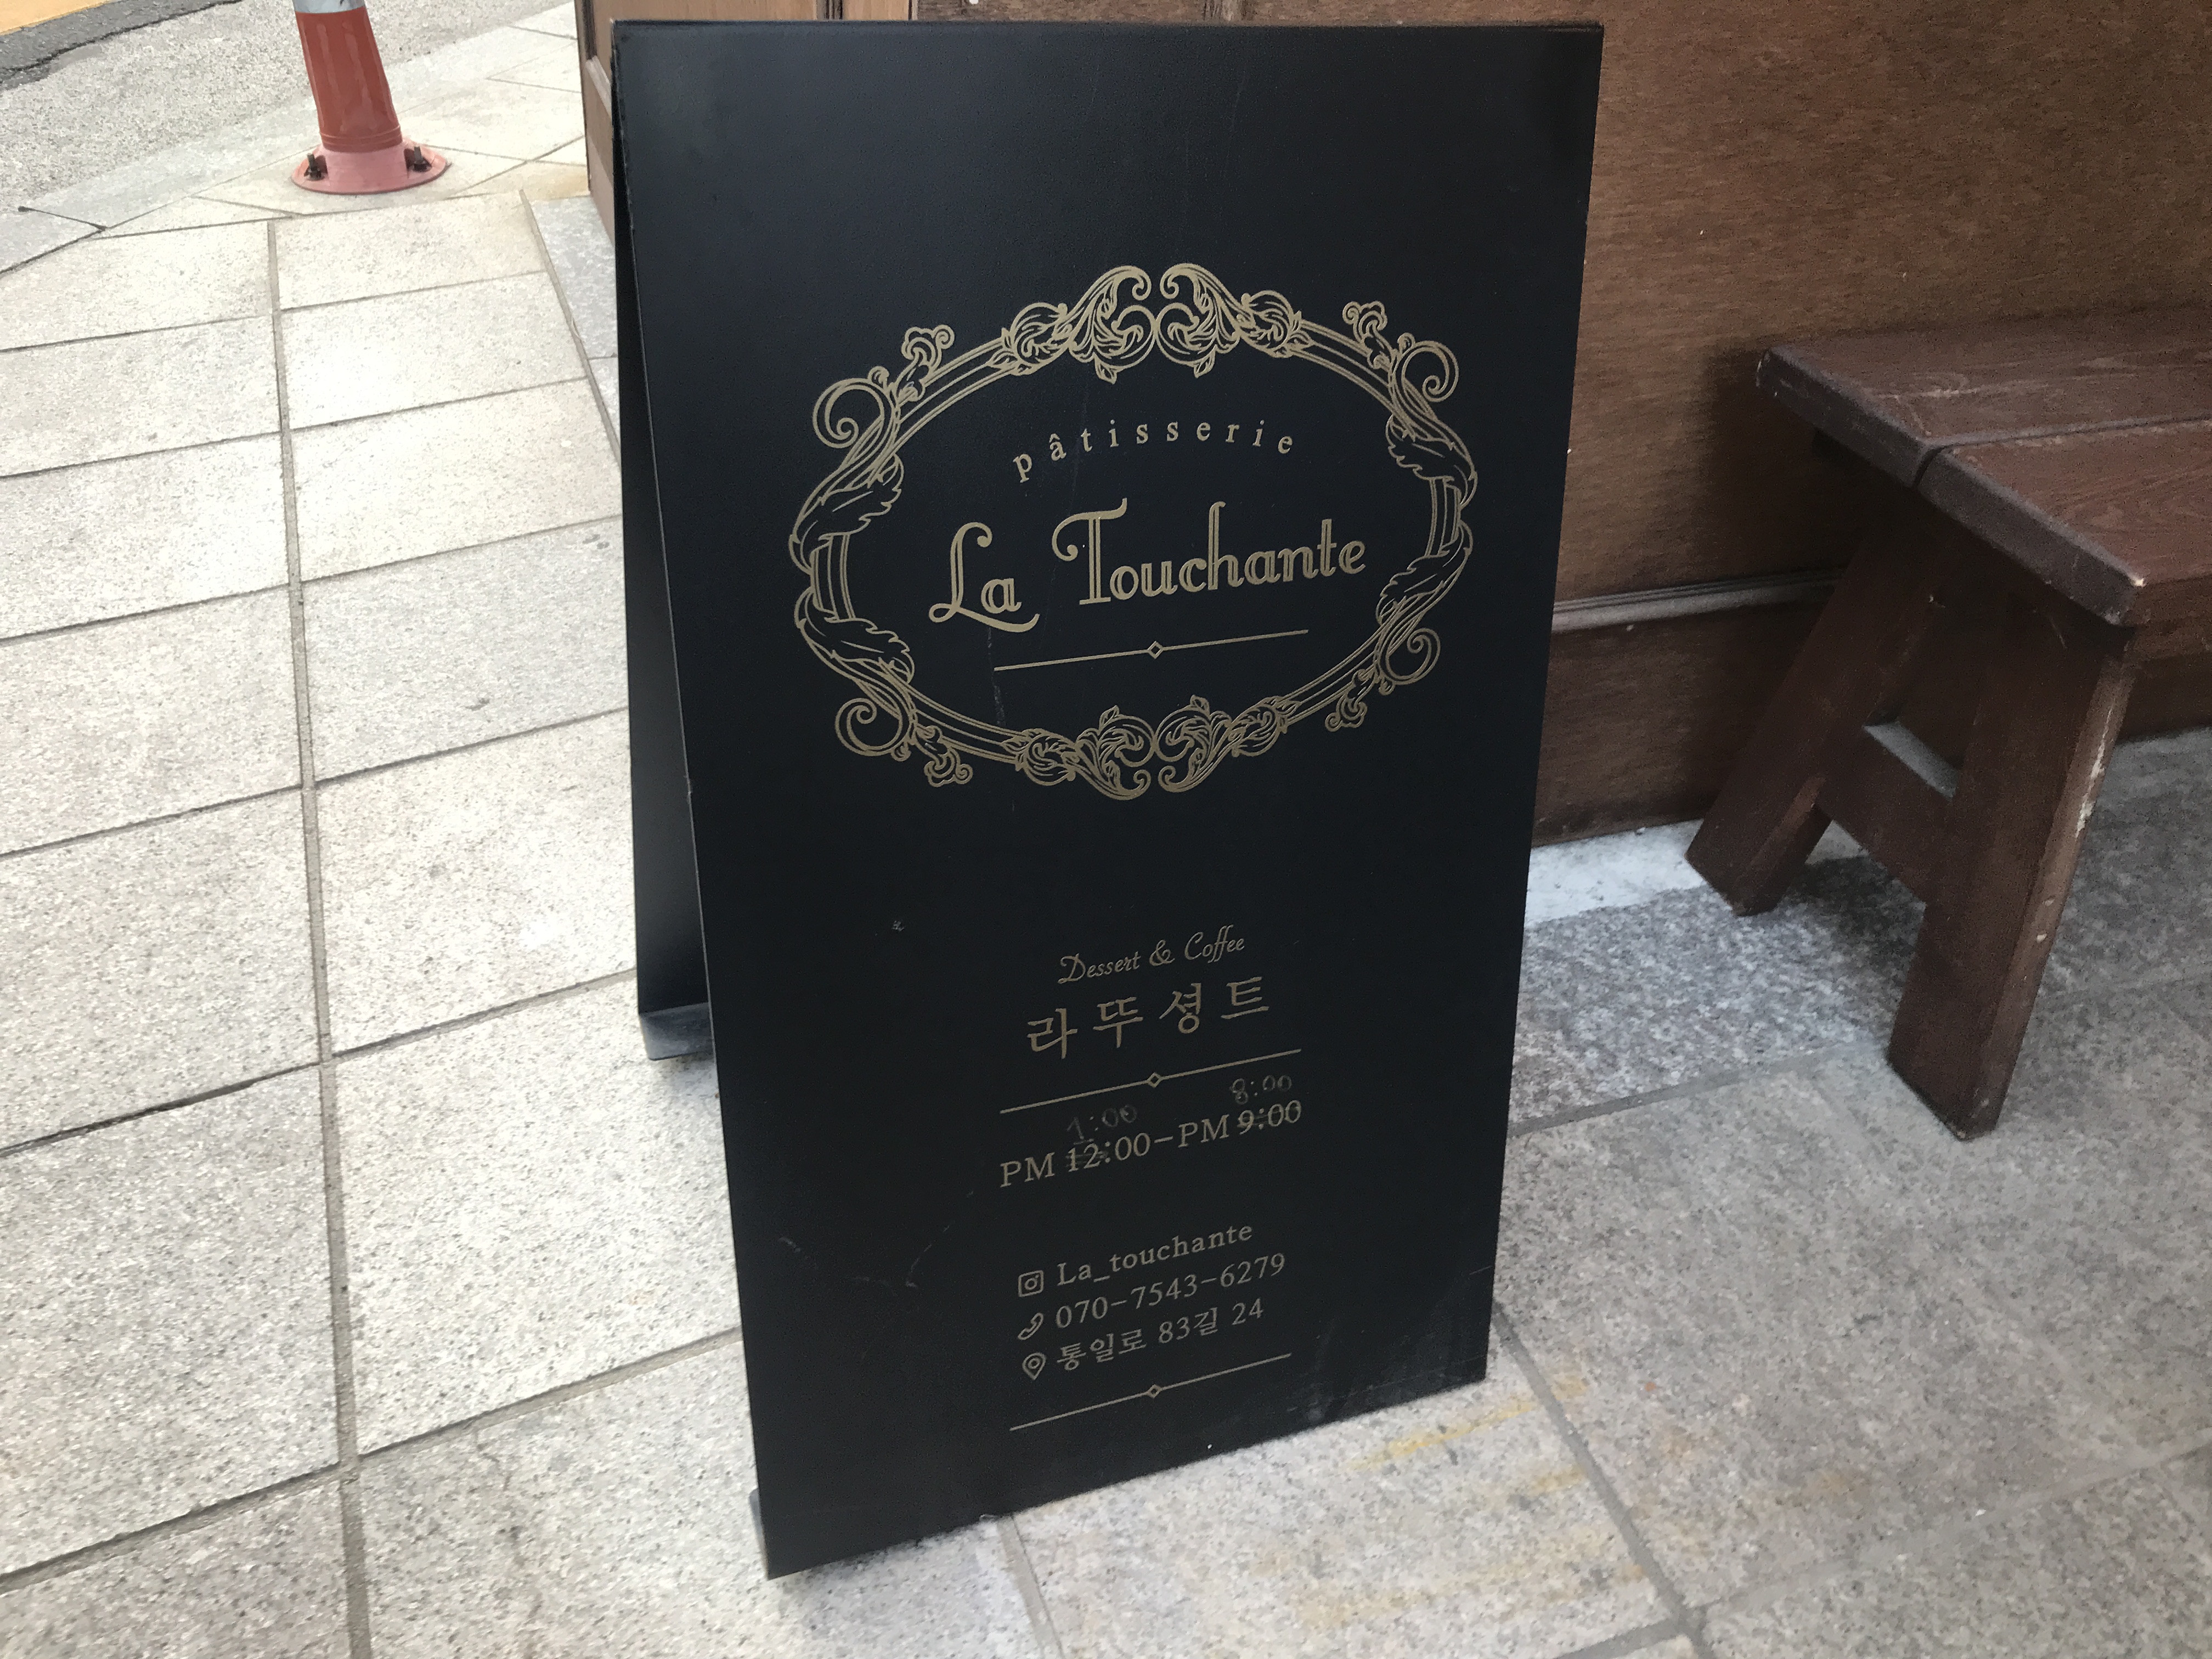 pâtisserie
La Touchante
Dessert & Coffee
라뚜셩트
1:00 8:00
PM 12:00-PM 9:00
La_touchante
070-7543-6279
통일로 83길 24